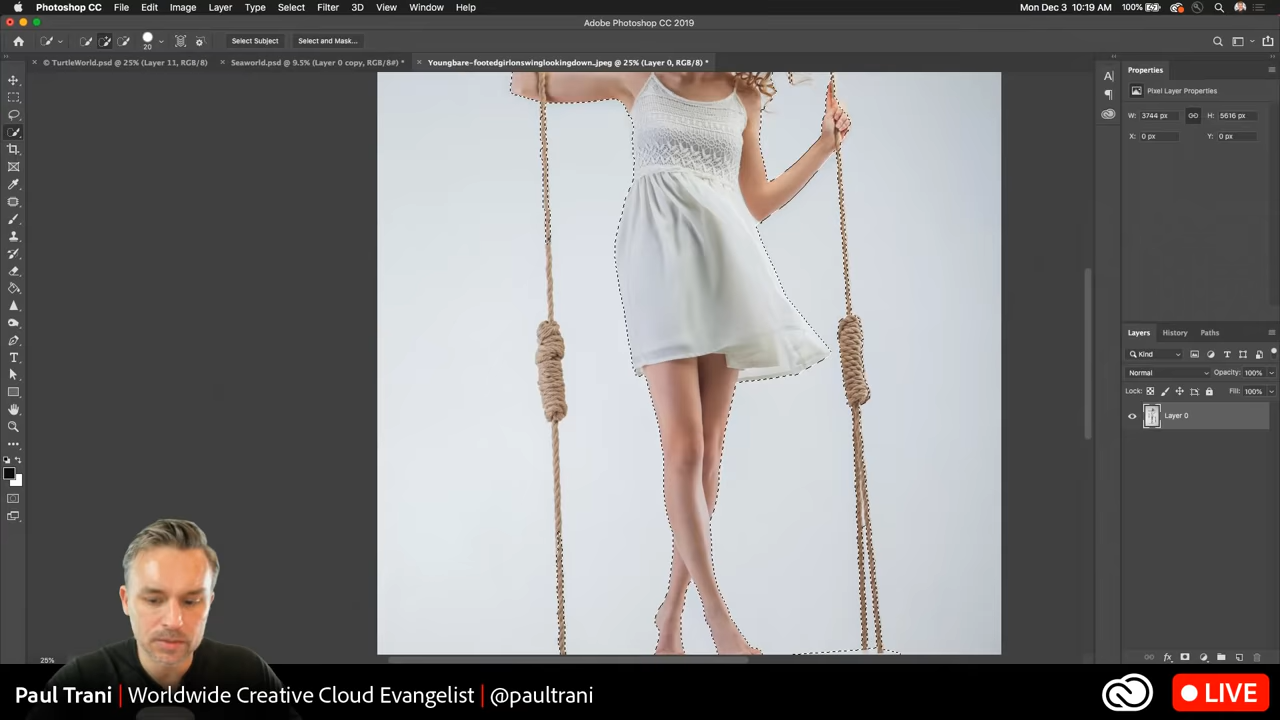 Photoshop CC File Edit Image Layer Type Select Filter 3D View Window Help 100% Mon Dec 3 10:19 AM
Adobe Photoshop CC 2019
20 Select Subject Select and Mask...
© TurtleWorld.psd @ 25% (Layer 11, RGB/8) Seaworld.psd @ 9.5% (Layer 0 copy, RGB/8#) * Youngbare-footedgirlonswinglookingdown..jpeg @ 25% (Layer 0, RGB/8) *
Properties
Pixel Layer Properties
W: 3744 px H: 5616 px
X: 0 px Y: 0 px
Layers History Paths
Kind
Normal Opacity: 100%
Lock: Fill: 100%
Layer 0
25%
Paul Trani | Worldwide Creative Cloud Evangelist | @paultrani LIVE